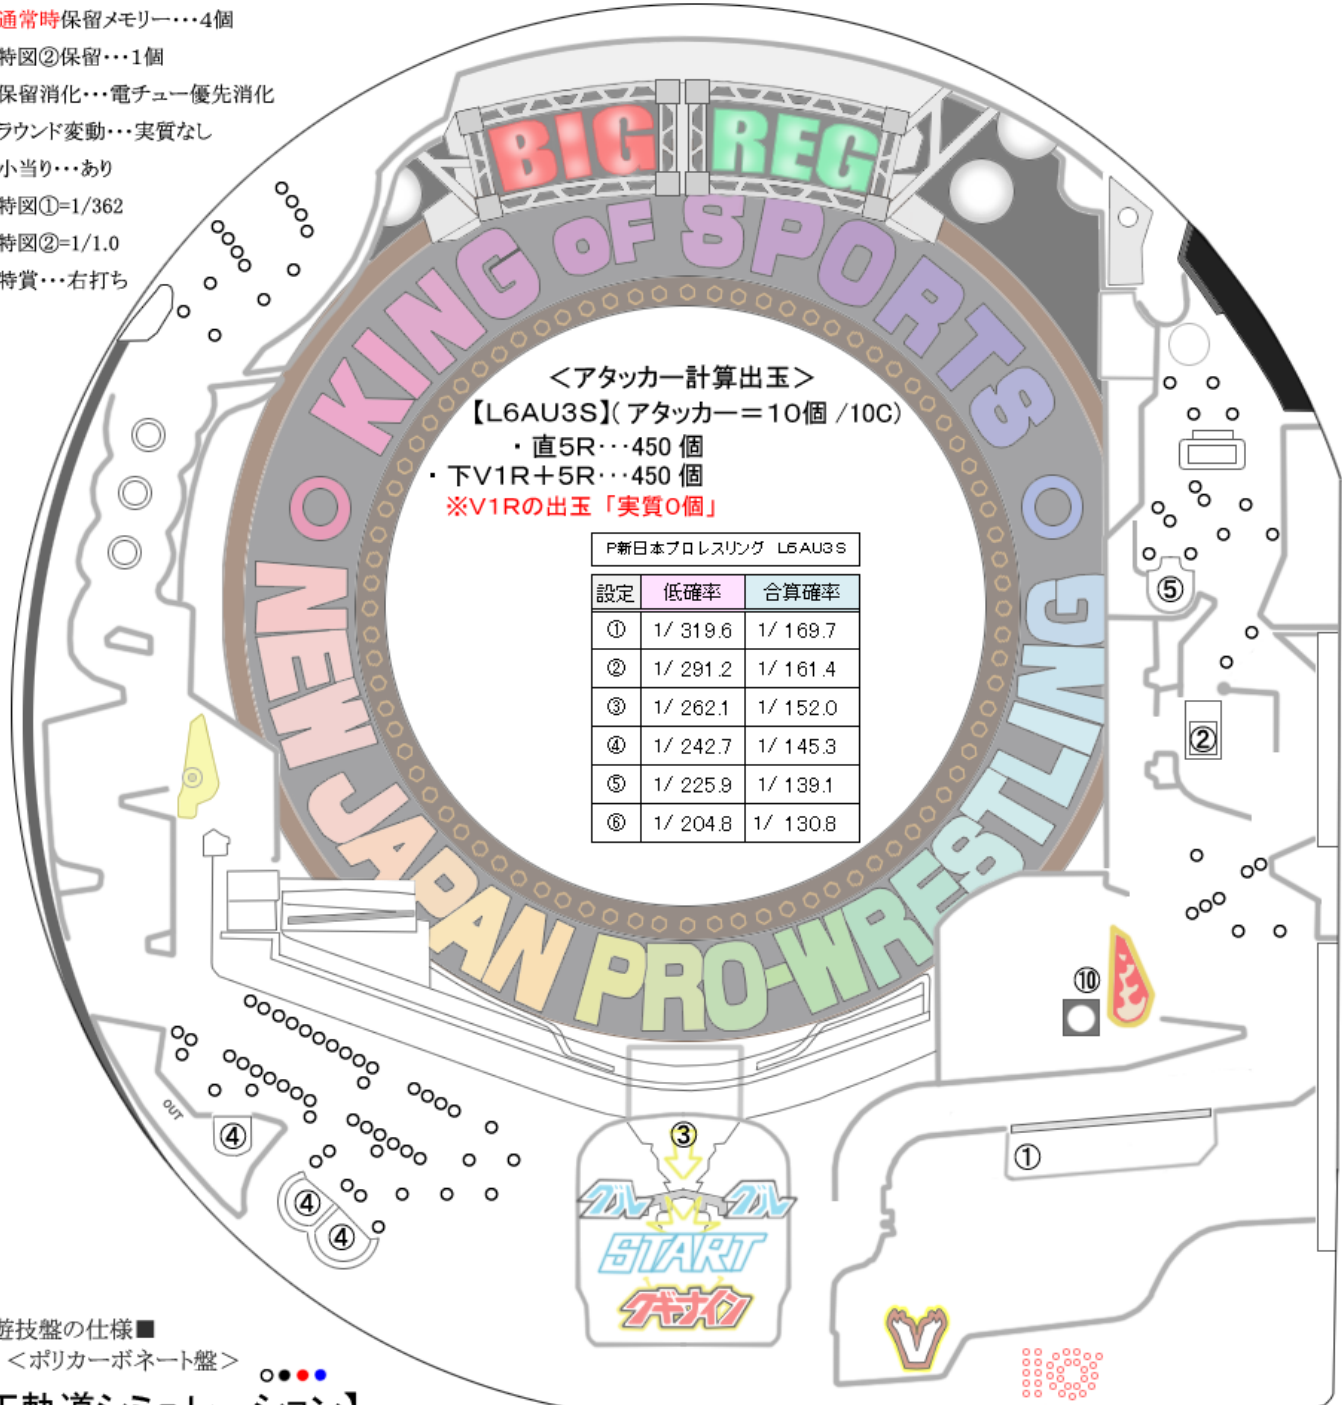 通常時保留メモリー･･･4個
特図②保留･･･1個
保留消化･･･電チュー優先消化
ラウンド変動･･･実質なし
小当り･･･あり
特図①=1/362
特図②=1/1.0
特賞･･･右打ち
BIG REG
KING OF SPORTS
NEW JAPAN PRO-WRESTLING
＜アタッカー計算出玉＞
【L6AU3S】(アタッカー＝10個/10C)
・直5R･･･450個
・下V1R＋5R･･･450個
※V1Rの出玉「実質0個」
P新日本プロレスリング L6AU3S
設定 低確率 合算確率
① 1/ 319.6 1/ 169.7
② 1/ 291.2 1/ 161.4
③ 1/ 262.1 1/ 152.0
④ 1/ 242.7 1/ 145.3
⑤ 1/ 225.9 1/ 139.1
⑥ 1/ 204.8 1/ 130.8
⑤
②
⑩
OUT
④
③
①
④
④
グル グル
START
クギナイン
V
10
遊技盤の仕様■
＜ポリカーボネート盤＞